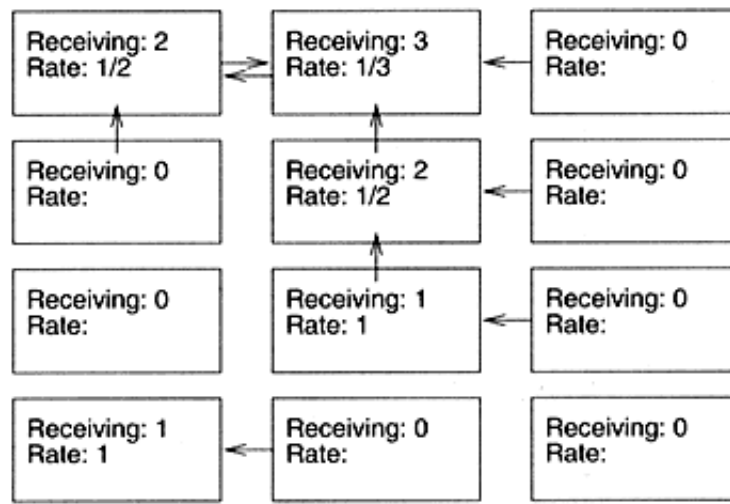 Receiving: 2
Rate: 1/2
Receiving: 3
Rate: 1/3
Receiving: 0
Rate:
Receiving: 0
Rate:
Receiving: 2
Rate: 1/2
Receiving: 0
Rate:
Receiving: 0
Rate:
Receiving: 1
Rate: 1
Receiving: 0
Rate:
Receiving: 1
Rate: 1
Receiving: 0
Rate:
Receiving: 0
Rate: